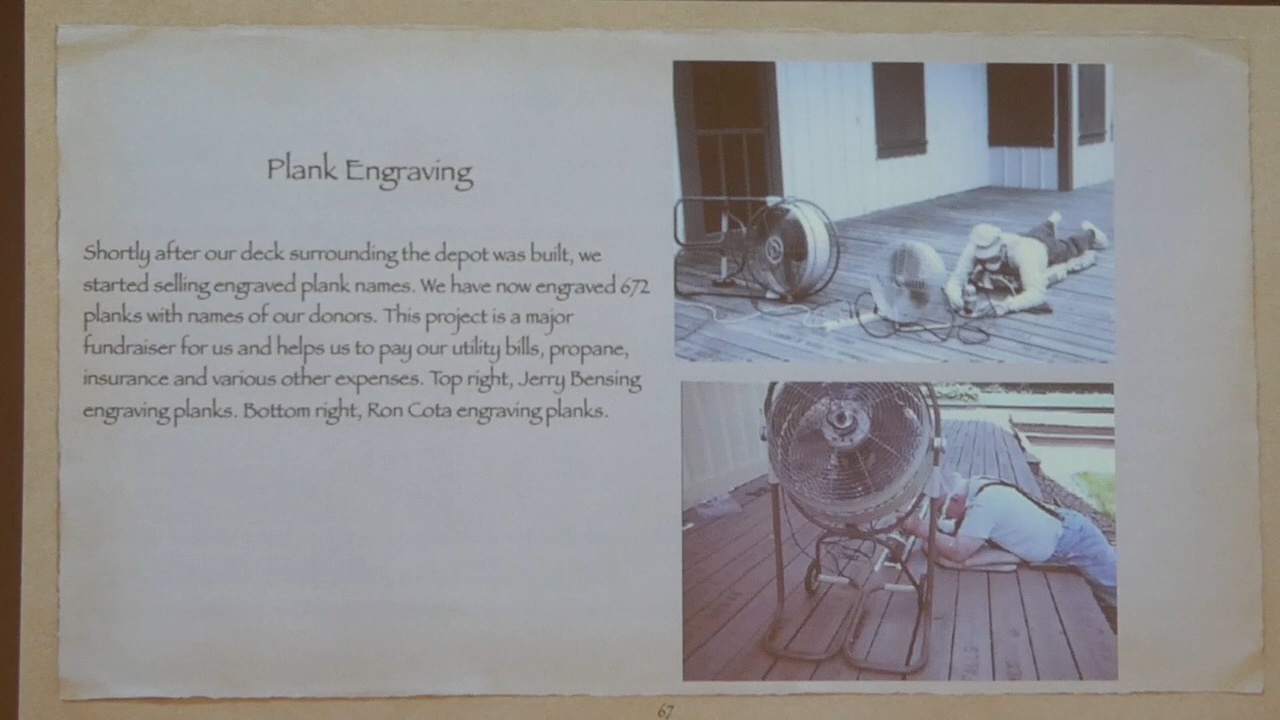 Plank Engraving
Shortly after our deck surrounding the depot was built, we
started selling engraved plank names. We have now engraved 672
planks with names of our donors. This project is a major
fundraiser for us and helps us to pay our utility bills, propane,
insurance and various other expenses. Top right, Jerry Bensing
engraving planks. Bottom right, Ron Cota engraving planks.
67